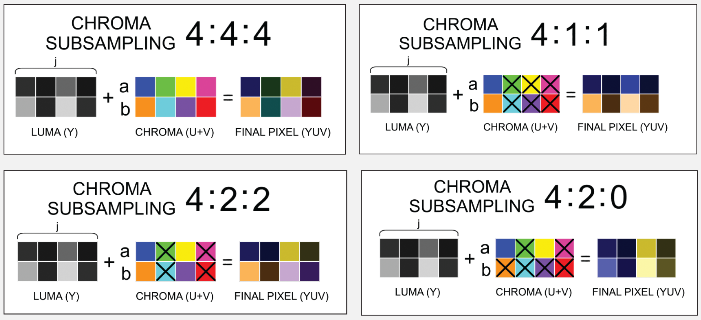 CHROMA
SUBSAMPLING 4:4:4
j
a
b
+
=
LUMA (Y) CHROMA (U+V) FINAL PIXEL (YUV)
CHROMA
SUBSAMPLING 4:1:1
j
a
b
+
=
LUMA (Y) CHROMA (U+V) FINAL PIXEL (YUV)
CHROMA
SUBSAMPLING 4:2:2
j
a
b
+
=
LUMA (Y) CHROMA (U+V) FINAL PIXEL (YUV)
CHROMA
SUBSAMPLING 4:2:0
j
a
b
+
=
LUMA (Y) CHROMA (U+V) FINAL PIXEL (YUV)